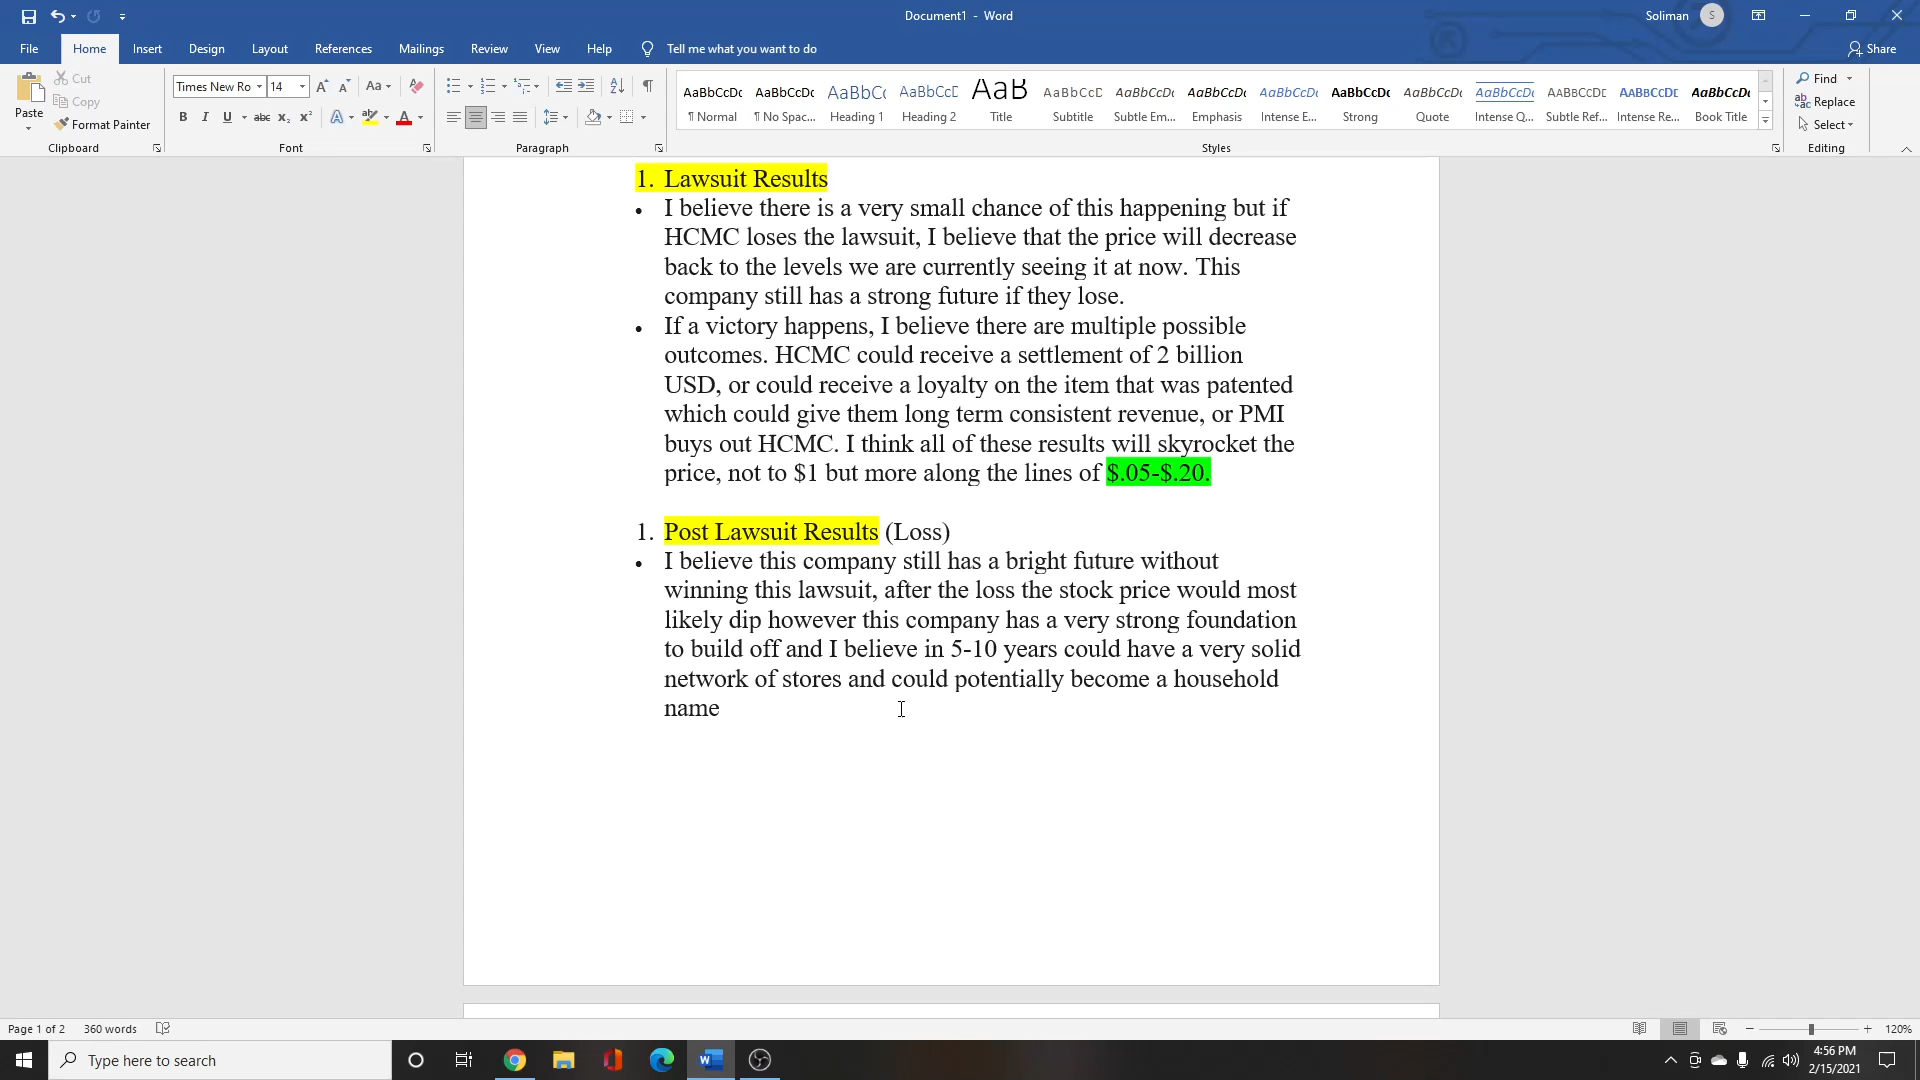 Document1 - Word
Soliman
S
File Home Insert Design Layout References Mailings Review View Help Tell me what you want to do
Share
Paste
Cut
Copy
Format Painter
Clipboard
Times New Ro 14
Font
Paragraph
AaBbCcDc AaBbCcDc AaBbC( AaBbCcD AaB AaBbCcD AaBbCcDc AaBbCcDc AaBbCcDc AaBbCcDc AaBbCcDc AaBbCcDc AABBCCDE AABBCCDE AaBbCcDc
¶ Normal ¶ No Spac... Heading 1 Heading 2 Title Subtitle Subtle Em... Emphasis Intense E... Strong Quote Intense Q... Subtle Ref... Intense Re... Book Title
Styles
Find
Replace
Select
Editing
1. Lawsuit Results
• I believe there is a very small chance of this happening but if
HCMC loses the lawsuit, I believe that the price will decrease
back to the levels we are currently seeing it at now. This
company still has a strong future if they lose.
• If a victory happens, I believe there are multiple possible
outcomes. HCMC could receive a settlement of 2 billion
USD, or could receive a loyalty on the item that was patented
which could give them long term consistent revenue, or PMI
buys out HCMC. I think all of these results will skyrocket the
price, not to $1 but more along the lines of $.05-$.20.
1. Post Lawsuit Results (Loss)
• I believe this company still has a bright future without
winning this lawsuit, after the loss the stock price would most
likely dip however this company has a very strong foundation
to build off and I believe in 5-10 years could have a very solid
network of stores and could potentially become a household
name
Page 1 of 2 360 words
120%
Type here to search
4:56 PM
2/15/2021